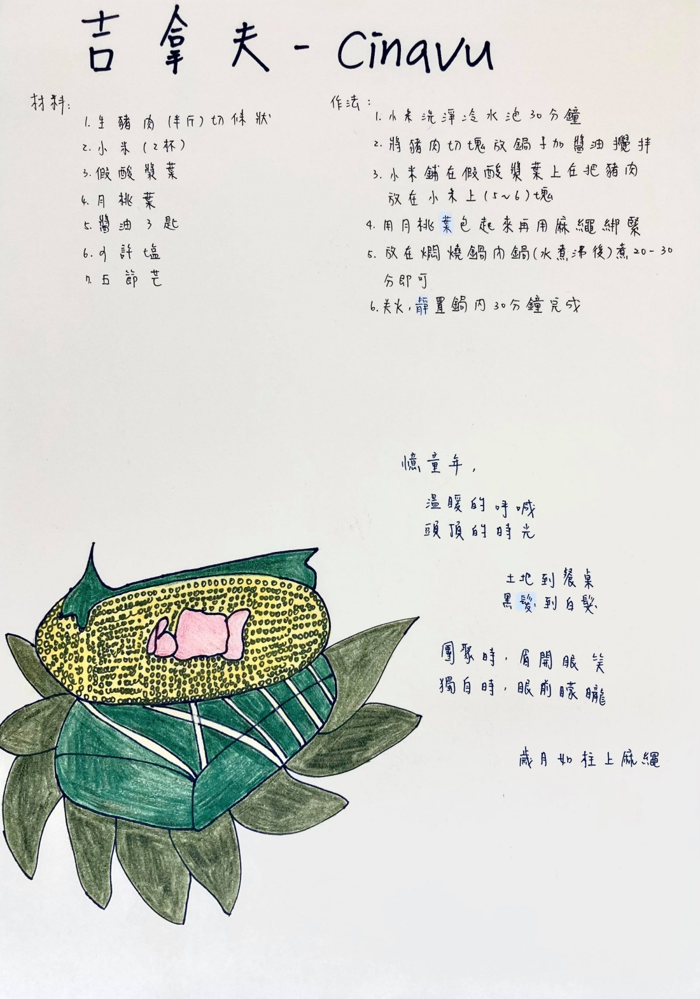 吉拿夫-Cinavu
材料:
1. 生豬肉(半斤)切條狀
2. 小米(2杯)
3. 假酸漿葉
4. 月桃葉
5. 醬油3匙
6. 少許塩
7. 五節芒
作法:
1. 小米洗淨冷水泡30分鐘
2. 將豬肉切塊放鍋子加醬油攪拌
3. 小米鋪在假酸漿葉上在把豬肉
放在小米上(5~6)塊
4. 用月桃葉包起來再用麻繩綁緊
5. 放在燜燒鍋內鍋(水煮沸後)煮20-30
分即可
6. 关火,靜置鍋內30分鐘完成
憶童年,
溫暖的呼喊
頭頂的時光
土地到餐桌
黑髮到白髮
團聚時,眉開眼笑
獨自時,眼前矇矓
歲月如柱上麻繩